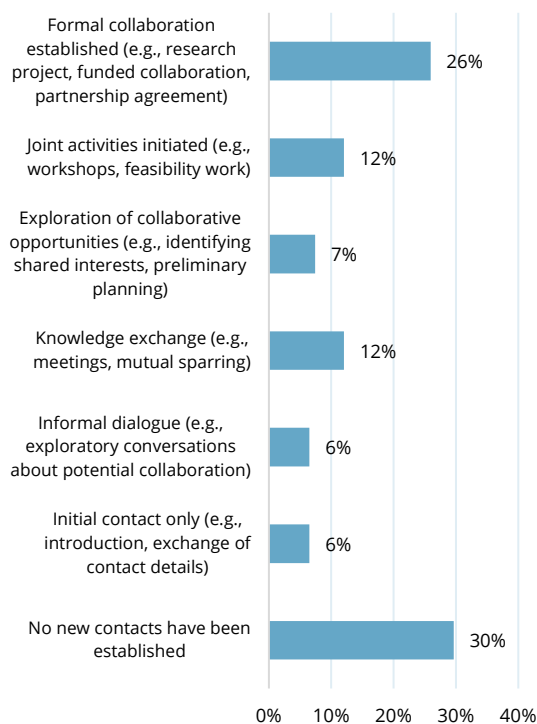 Formal collaboration
established (e.g., research
project, funded collaboration,
partnership agreement)
26%
Joint activities initiated (e.g.,
workshops, feasibility work)
12%
Exploration of collaborative
opportunities (e.g., identifying
shared interests, preliminary
planning)
7%
Knowledge exchange (e.g.,
meetings, mutual sparring)
12%
Informal dialogue (e.g.,
exploratory conversations
about potential collaboration)
6%
Initial contact only (e.g.,
introduction, exchange of
contact details)
6%
No new contacts have been
established
30%
0% 10% 20% 30% 40%